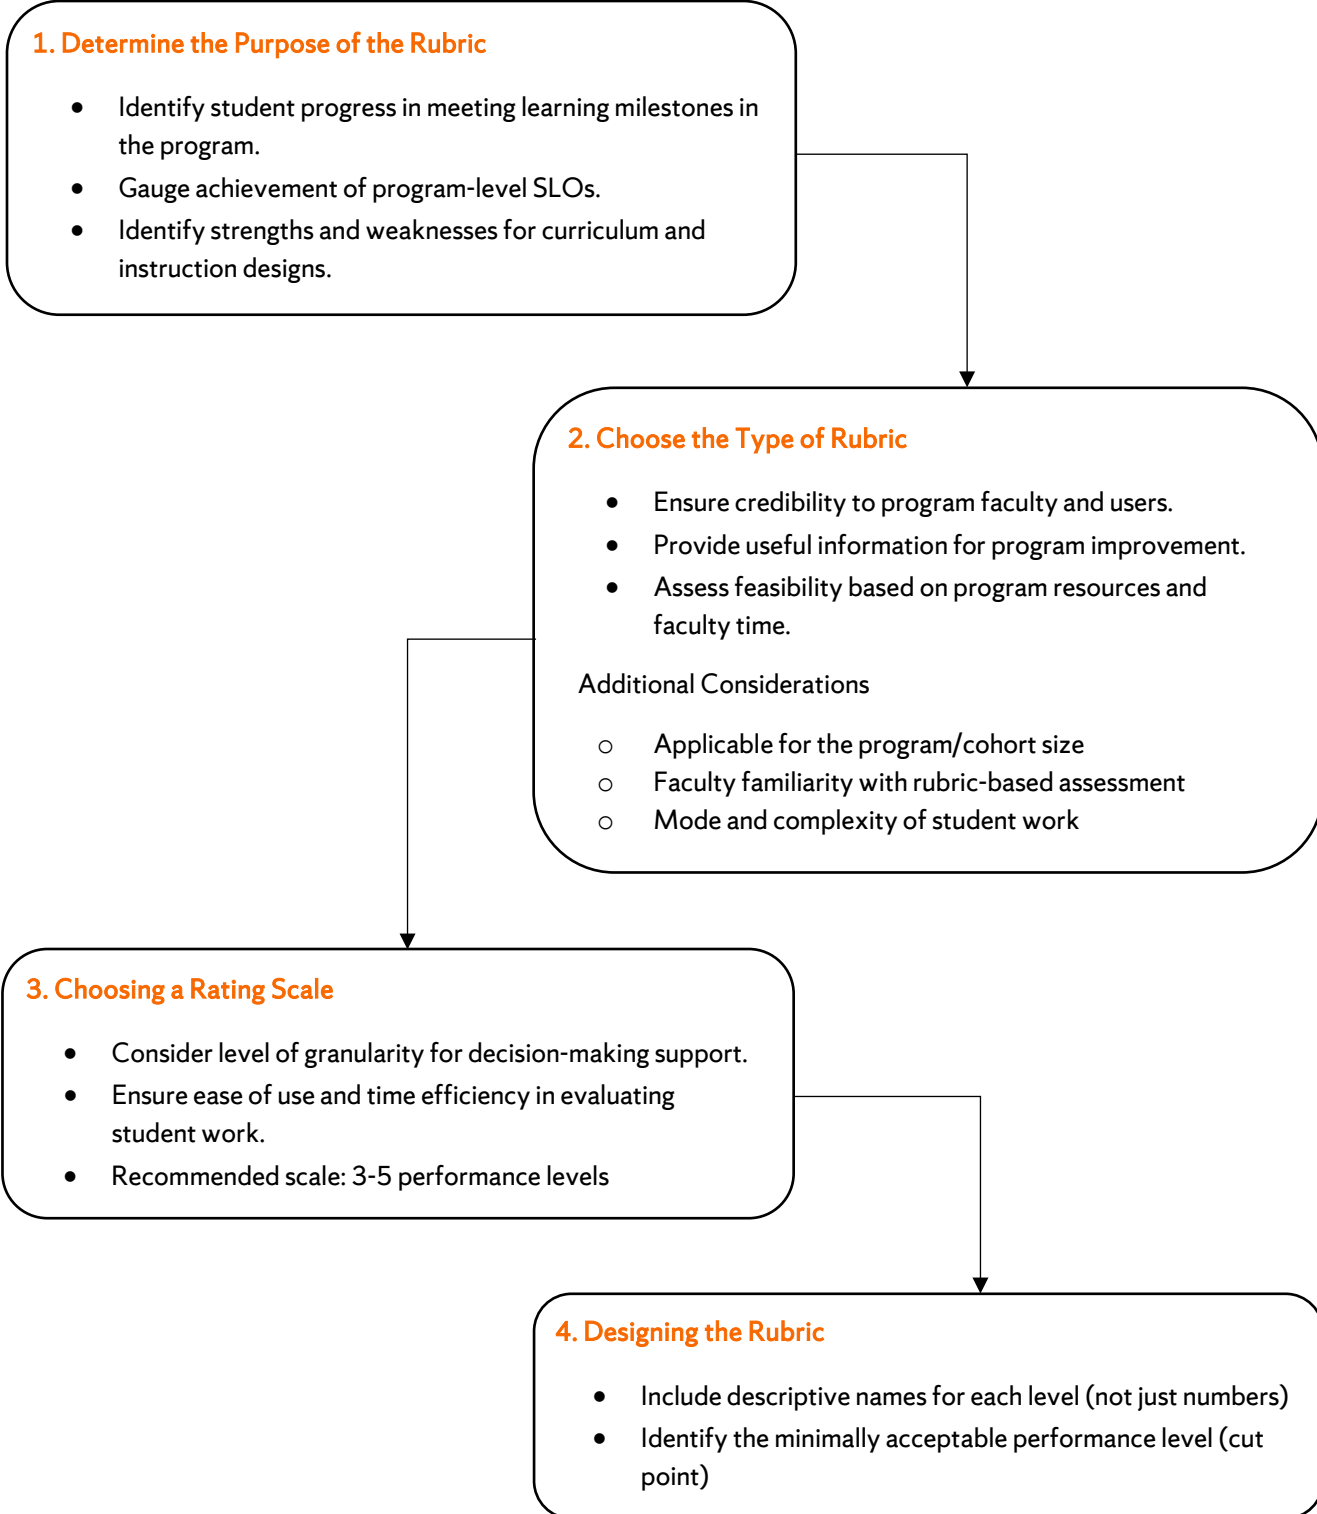 1. Determine the Purpose of the Rubric
• Identify student progress in meeting learning milestones in
the program.
• Gauge achievement of program-level SLOs.
• Identify strengths and weaknesses for curriculum and
instruction designs.
2. Choose the Type of Rubric
• Ensure credibility to program faculty and users.
• Provide useful information for program improvement.
• Assess feasibility based on program resources and
faculty time.
Additional Considerations
o Applicable for the program/cohort size
o Faculty familiarity with rubric-based assessment
o Mode and complexity of student work
3. Choosing a Rating Scale
• Consider level of granularity for decision-making support.
• Ensure ease of use and time efficiency in evaluating
student work.
• Recommended scale: 3-5 performance levels
4. Designing the Rubric
• Include descriptive names for each level (not just numbers)
• Identify the minimally acceptable performance level (cut
point)